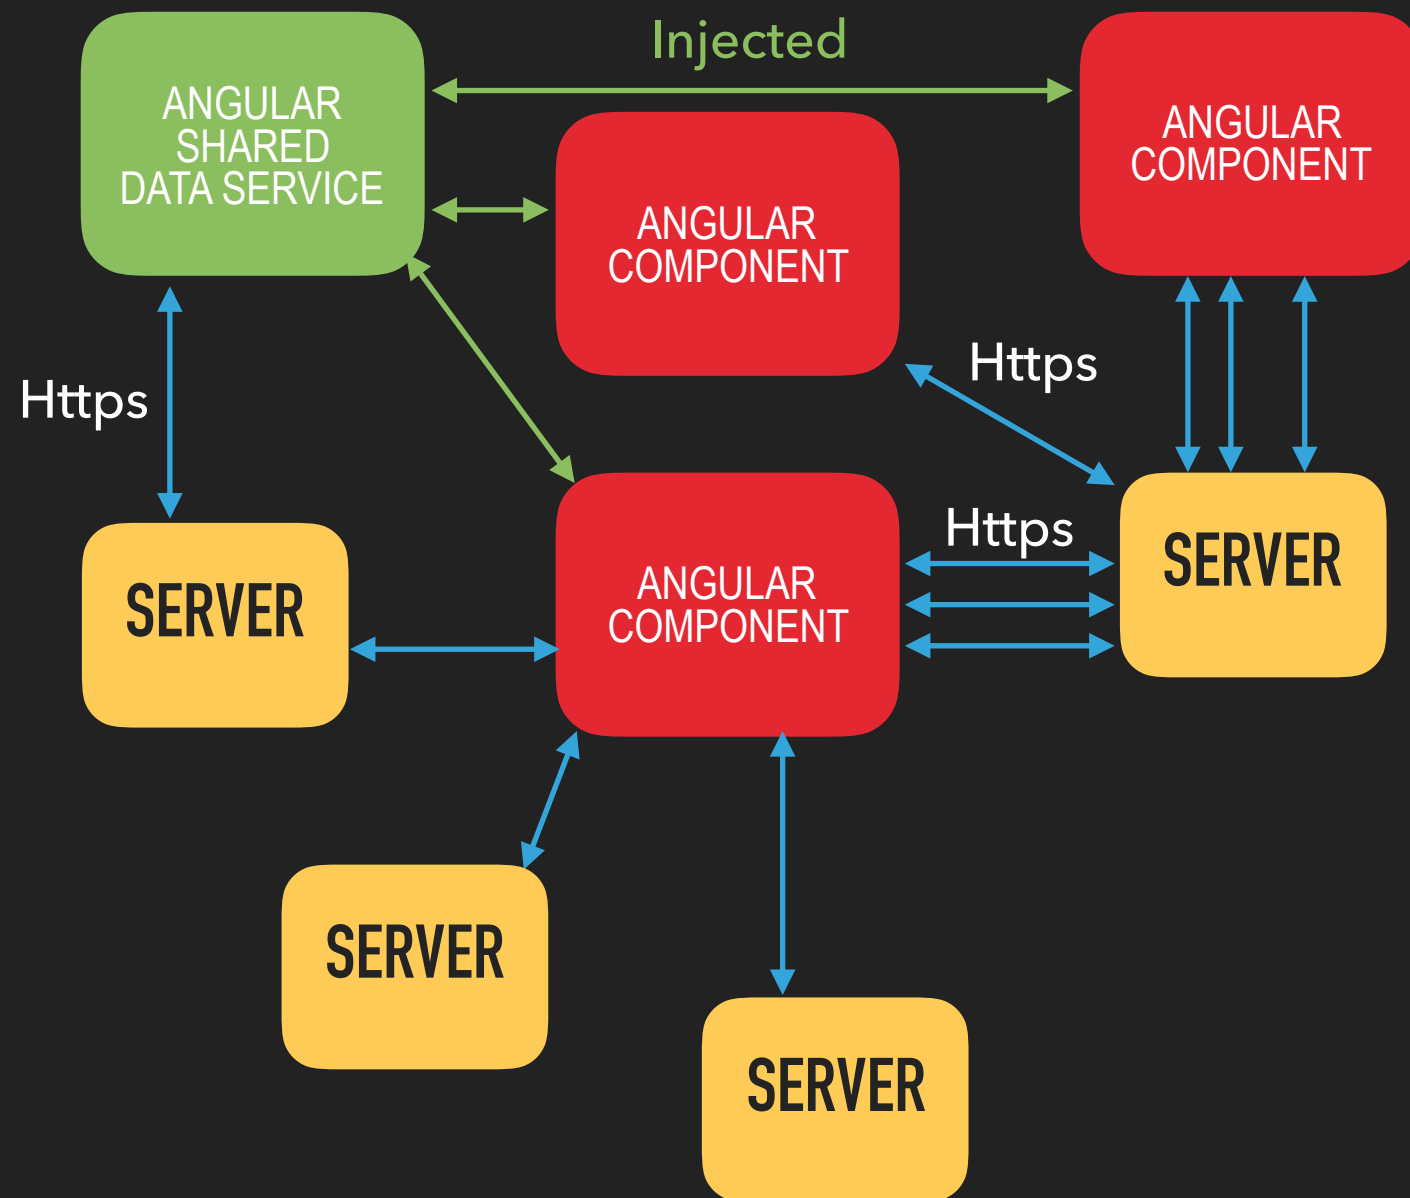 Injected
ANGULAR
SHARED
DATA SERVICE
ANGULAR
COMPONENT
ANGULAR
COMPONENT
Https
Https
Https
SERVER
ANGULAR
COMPONENT
SERVER
SERVER
SERVER